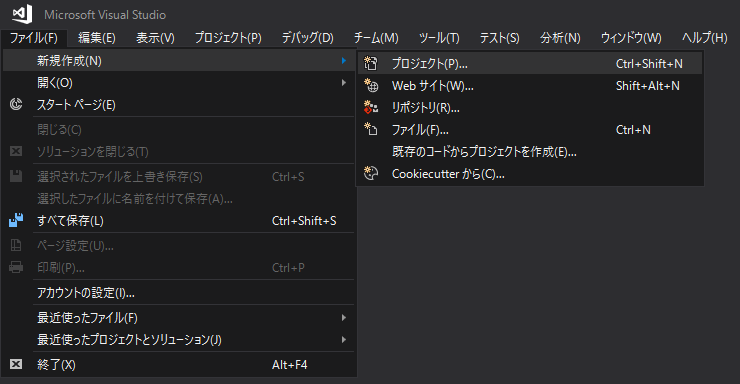 Microsoft Visual Studio
ファイル(F) 編集(E) 表示(V) プロジェクト(P) デバッグ(D) チーム(M) ツール(T) テスト(S) 分析(N) ウィンドウ(W) ヘルプ(H)
新規作成(N)
開く(O)
スタート ページ(E)
閉じる(C)
ソリューションを閉じる(T)
選択されたファイルを上書き保存(S) Ctrl+S
選択したファイルに名前を付けて保存(A)...
すべて保存(L) Ctrl+Shift+S
ページ設定(U)...
印刷(P)... Ctrl+P
アカウントの設定(I)...
最近使ったファイル(F)
最近使ったプロジェクトとソリューション(J)
終了(X) Alt+F4
プロジェクト(P)... Ctrl+Shift+N
Web サイト(W)... Shift+Alt+N
リポジトリ(R)...
ファイル(F)... Ctrl+N
既存のコードからプロジェクトを作成(E)...
Cookiecutter から(C)...